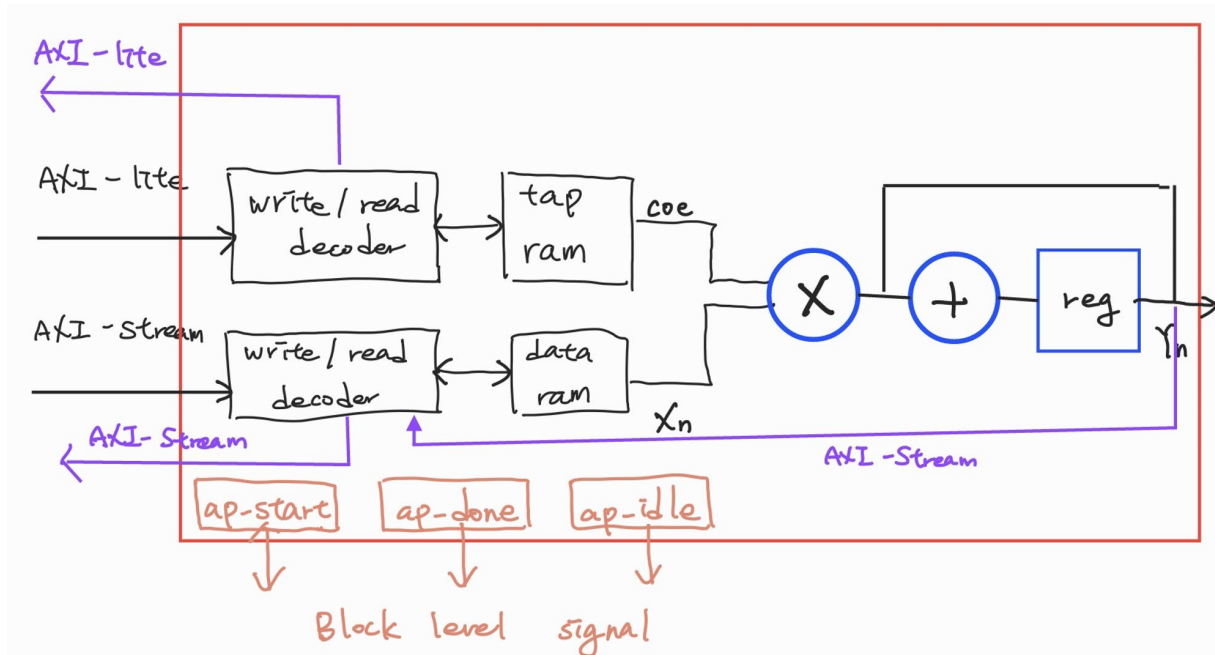 AXI-lite
AXI-lite
write/read
decoder
tap
ram
coe
X
+
reg
Yn
AXI-Stream
write/read
decoder
data
ram
Xn
AXI-Stream
AXI-Stream
ap-start
ap-done
ap-idle
Block level signal